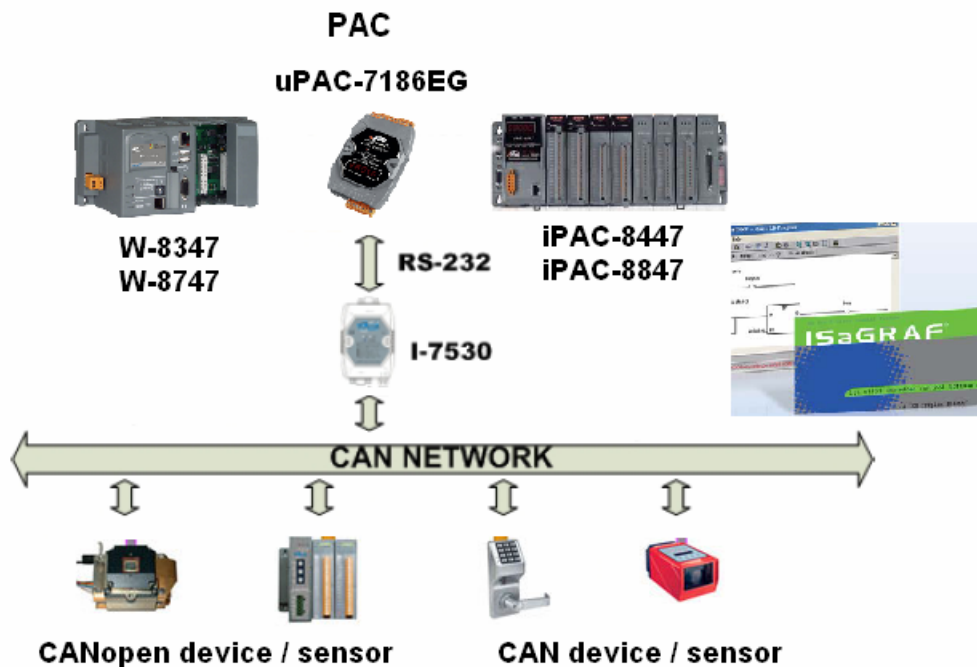 PAC
uPAC-7186EG
W-8347
W-8747
iPAC-8447
iPAC-8847
RS-232
I-7530
ISaGRAF
CAN NETWORK
CANopen device / sensor
CAN device / sensor